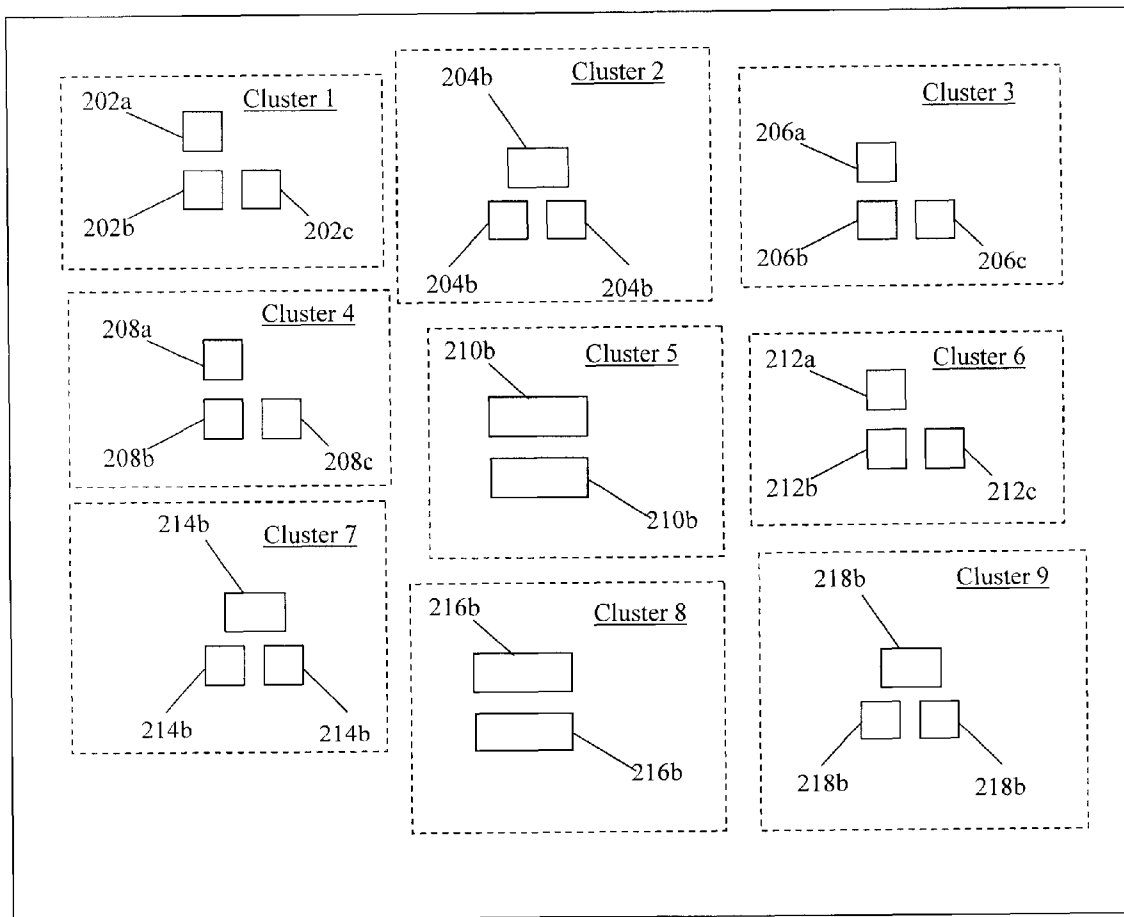 Cluster 1
202a
202b
202c
Cluster 2
204b
204b
204b
Cluster 3
206a
206b
206c
Cluster 4
208a
208b
208c
Cluster 5
210b
210b
Cluster 6
212a
212b
212c
Cluster 7
214b
214b
214b
Cluster 8
216b
216b
Cluster 9
218b
218b
218b